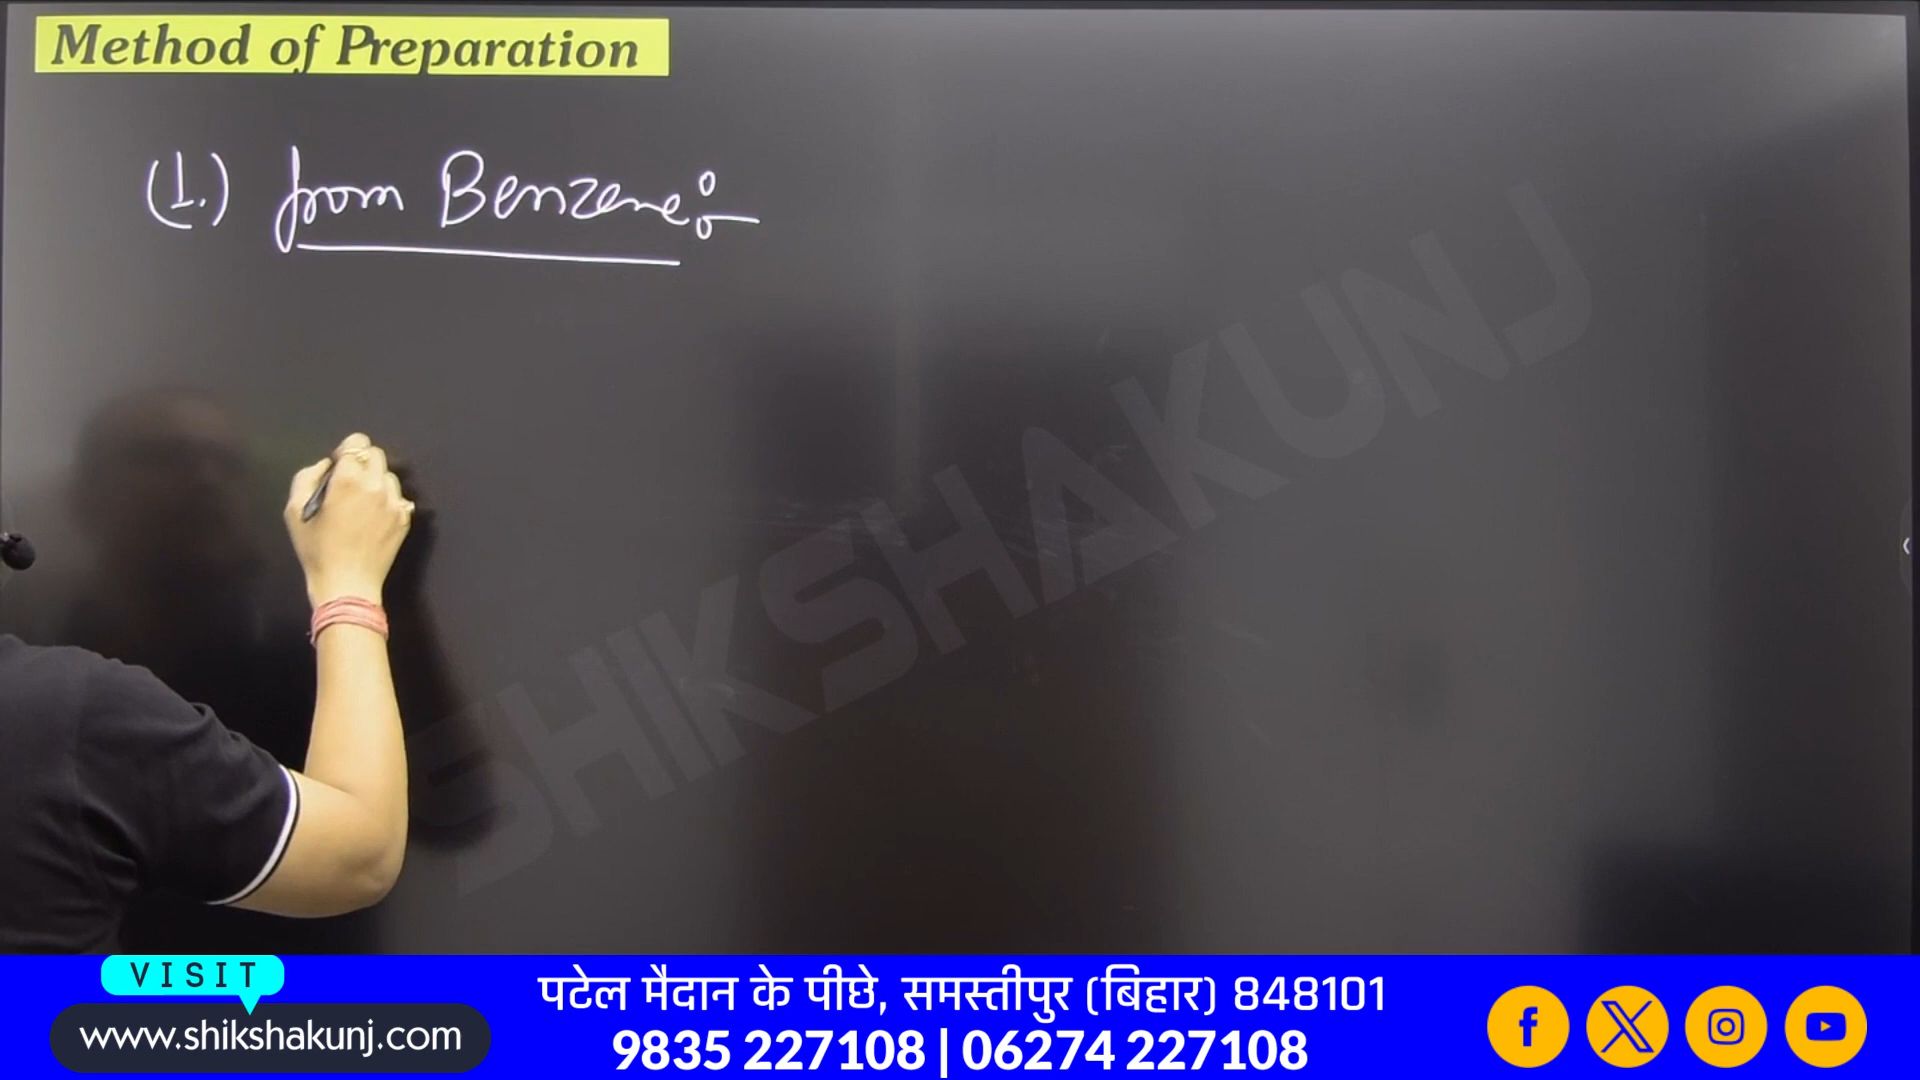 Method of Preparation
(1.) from Benzene:-
SHIKSHAKUNJ
VISIT
www.shikshakunj.com
पटेल मैदान के पीछे, समस्तीपुर (बिहार) 848101
9835 227108 | 06274 227108